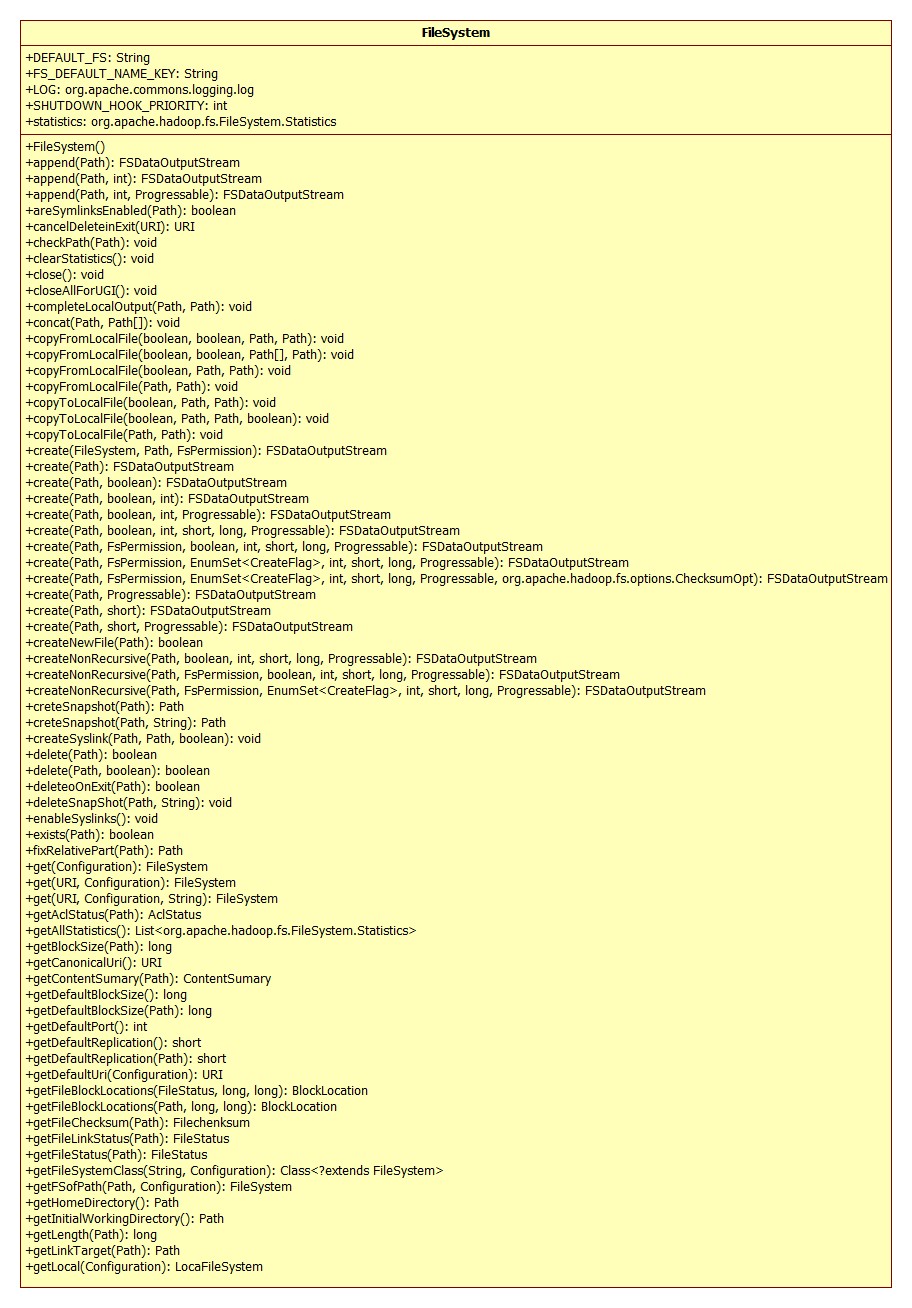 FileSystem
+DEFAULT_FS: String
+FS_DEFAULT_NAME_KEY: String
+LOG: org.apache.commons.logging.log
+SHUTDOWN_HOOK_PRIORITY: int
+statistics: org.apache.hadoop.fs.FileSystem.Statistics
+FileSystem()
+append(Path): FSDataOutputStream
+append(Path, int): FSDataOutputStream
+append(Path, int, Progressable): FSDataOutputStream
+areSymlinksEnabled(Path): boolean
+cancelDeleteinExit(URI): URI
+checkPath(Path): void
+clearStatistics(): void
+close(): void
+closeAllForUGI(): void
+completeLocalOutput(Path, Path): void
+concat(Path, Path[]): void
+copyFromLocalFile(boolean, boolean, Path, Path): void
+copyFromLocalFile(boolean, boolean, Path[], Path): void
+copyFromLocalFile(boolean, Path, Path): void
+copyFromLocalFile(Path, Path): void
+copyToLocalFile(boolean, Path, Path): void
+copyToLocalFile(boolean, Path, Path, boolean): void
+copyToLocalFile(Path, Path): void
+create(FileSystem, Path, FsPermission): FSDataOutputStream
+create(Path): FSDataOutputStream
+create(Path, boolean): FSDataOutputStream
+create(Path, boolean, int): FSDataOutputStream
+create(Path, boolean, int, Progressable): FSDataOutputStream
+create(Path, boolean, int, short, long, Progressable): FSDataOutputStream
+create(Path, FsPermission, boolean, int, short, long, Progressable): FSDataOutputStream
+create(Path, FsPermission, EnumSet<CreateFlag>, int, short, long, Progressable): FSDataOutputStream
+create(Path, FsPermission, EnumSet<CreateFlag>, int, short, long, Progressable, org.apache.hadoop.fs.options.ChecksumOpt): FSDataOutputStream
+create(Path, Progressable): FSDataOutputStream
+create(Path, short): FSDataOutputStream
+create(Path, short, Progressable): FSDataOutputStream
+createNewFile(Path): boolean
+createNonRecursive(Path, boolean, int, short, long, Progressable): FSDataOutputStream
+createNonRecursive(Path, FsPermission, boolean, int, short, long, Progressable): FSDataOutputStream
+createNonRecursive(Path, FsPermission, EnumSet<CreateFlag>, int, short, long, Progressable): FSDataOutputStream
+creteSnapshot(Path): Path
+creteSnapshot(Path, String): Path
+createSyslink(Path, Path, boolean): void
+delete(Path): boolean
+delete(Path, boolean): boolean
+deleteoOnExit(Path): boolean
+deleteSnapShot(Path, String): void
+enableSyslinks(): void
+exists(Path): boolean
+fixRelativePart(Path): Path
+get(Configuration): FileSystem
+get(URI, Configuration): FileSystem
+get(URI, Configuration, String): FileSystem
+getAclStatus(Path): AclStatus
+getAllStatistics(): List<org.apache.hadoop.fs.FileSystem.Statistics>
+getBlockSize(Path): long
+getCanonicalUri(): URI
+getContentSumary(Path): ContentSumary
+getDefaultBlockSize(): long
+getDefaultBlockSize(Path): long
+getDefaultPort(): int
+getDefaultReplication(): short
+getDefaultReplication(Path): short
+getDefaultUri(Configuration): URI
+getFileBlockLocations(FileStatus, long, long): BlockLocation
+getFileBlockLocations(Path, long, long): BlockLocation
+getFileChecksum(Path): Filechenksum
+getFileLinkStatus(Path): FileStatus
+getFileStatus(Path): FileStatus
+getFileSystemClass(String, Configuration): Class<?extends FileSystem>
+getFSofPath(Path, Configuration): FileSystem
+getHomeDirectory(): Path
+getInitialWorkingDirectory(): Path
+getLength(Path): long
+getLinkTarget(Path): Path
+getLocal(Configuration): LocaFileSystem